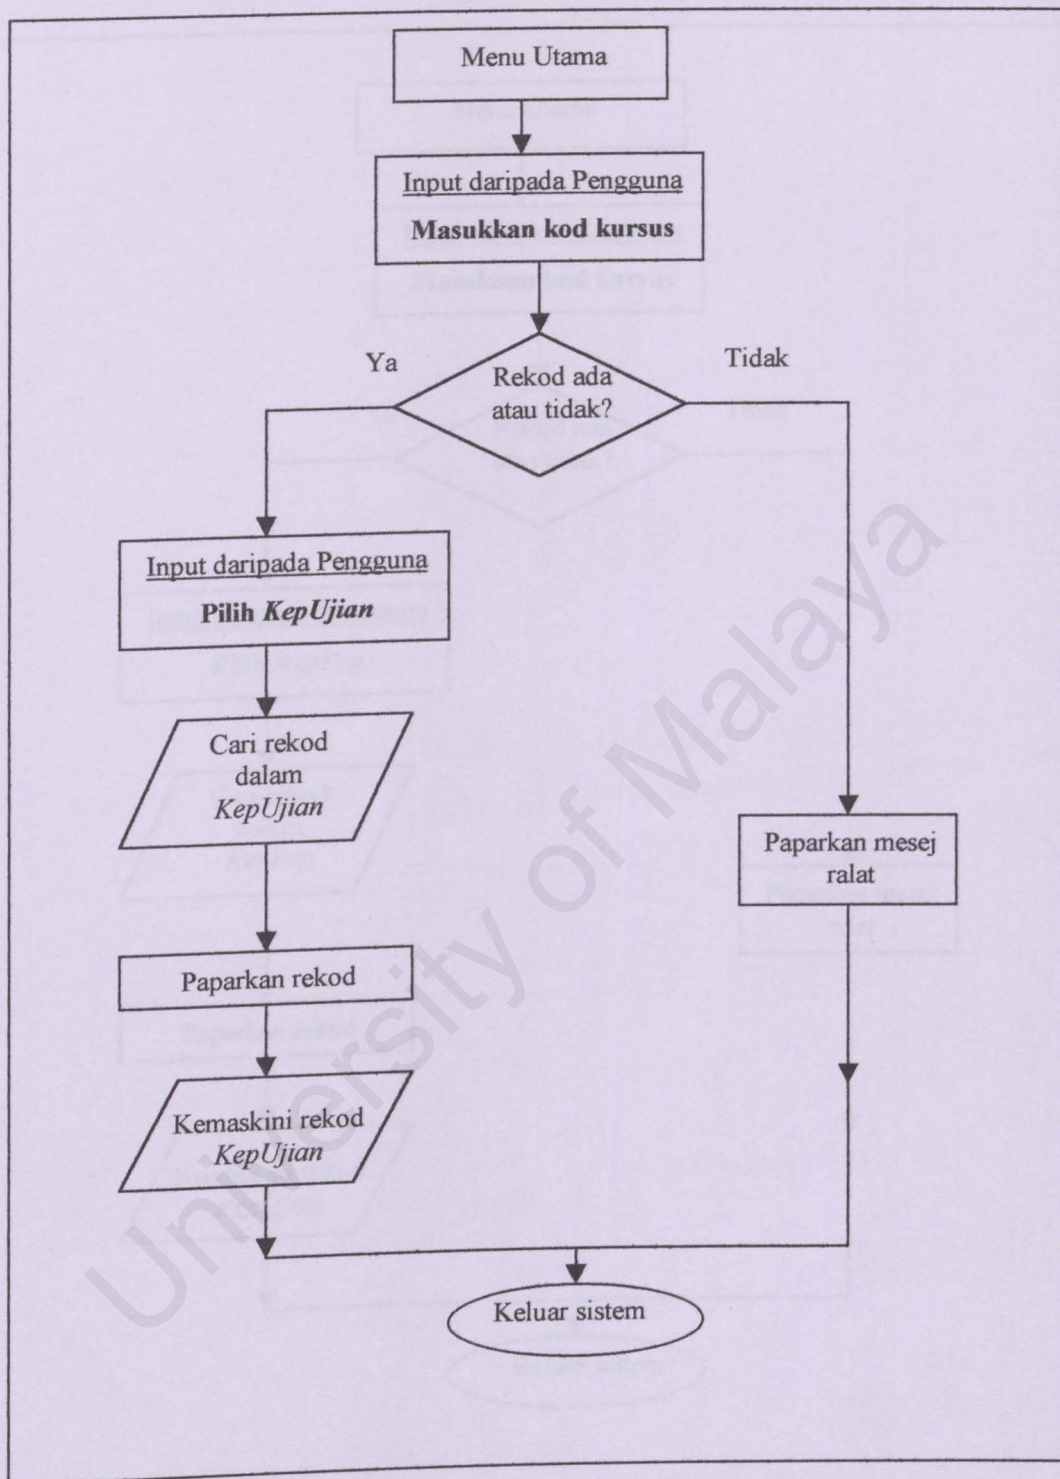 Menu Utama
Input daripada Pengguna
Masukkan kod kursus
Ya
Tidak
Rekod ada
atau tidak?
Input daripada Pengguna
Pilih KepUjian
Cari rekod
dalam
KepUjian
Paparkan mesej
ralat
Paparkan rekod
Kemaskini rekod
KepUjian
Keluar sistem
University of Malaya